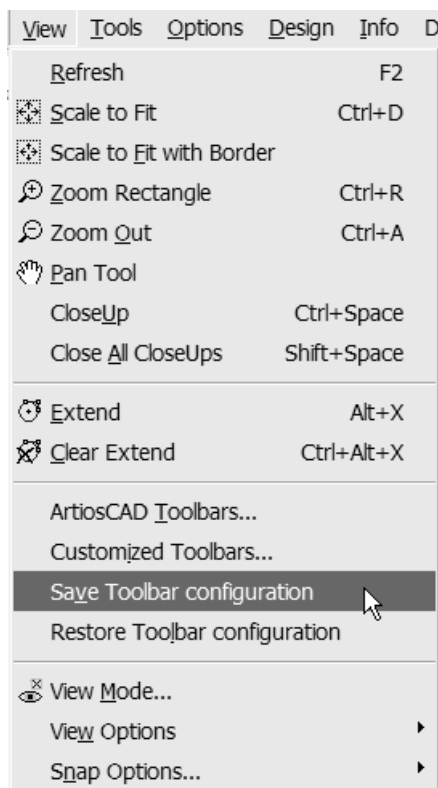 View Tools Options Design Info D
Refresh F2
Scale to Fit Ctrl+D
Scale to Fit with Border
Zoom Rectangle Ctrl+R
Zoom Out Ctrl+A
Pan Tool
CloseUp Ctrl+Space
Close All CloseUps Shift+Space
Extend Alt+X
Clear Extend Ctrl+Alt+X
ArtiosCAD Toolbars...
Customized Toolbars...
Save Toolbar configuration
Restore Toolbar configuration
View Mode...
View Options
Snap Options...